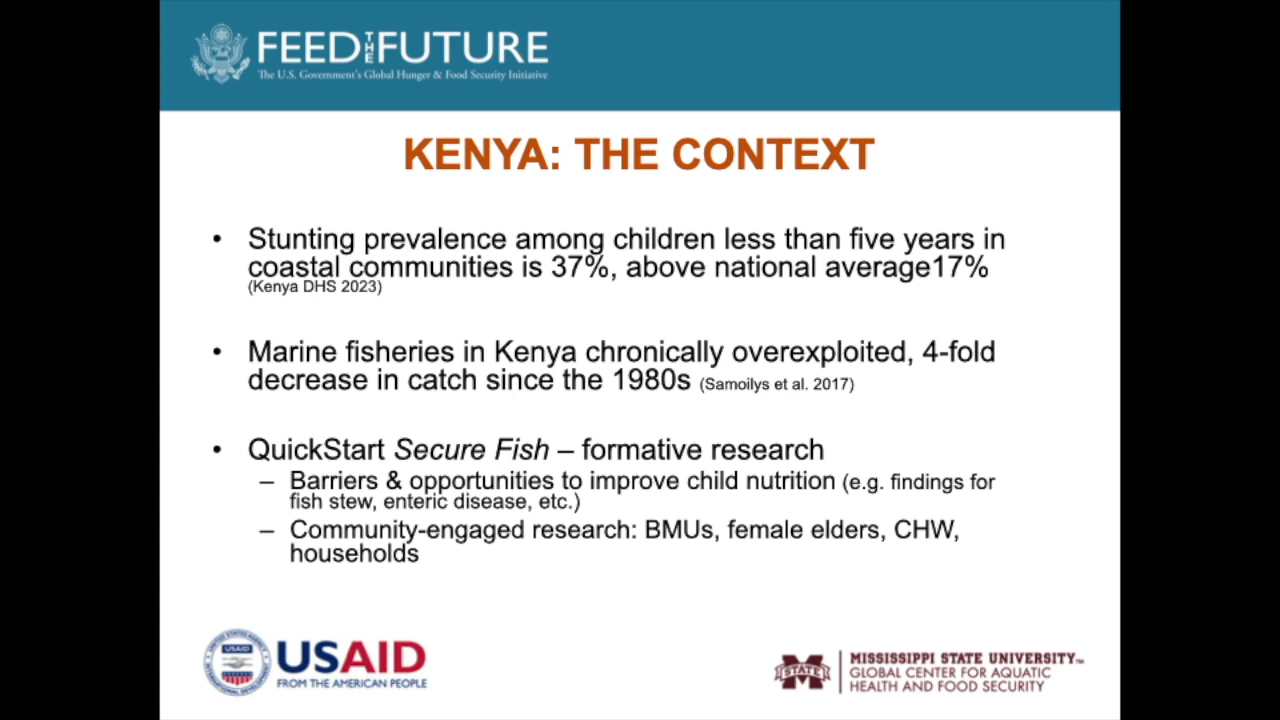 FEED THE FUTURE
The U.S. Government's Global Hunger & Food Security Initiative
KENYA: THE CONTEXT
• Stunting prevalence among children less than five years in
coastal communities is 37%, above national average17%
(Kenya DHS 2023)
• Marine fisheries in Kenya chronically overexploited, 4-fold
decrease in catch since the 1980s (Samoilys et al. 2017)
• QuickStart Secure Fish – formative research
– Barriers & opportunities to improve child nutrition (e.g. findings for
fish stew, enteric disease, etc.)
– Community-engaged research: BMUs, female elders, CHW,
households
USAID
USAID
FROM THE AMERICAN PEOPLE
STATE
MISSISSIPPI STATE UNIVERSITY™
GLOBAL CENTER FOR AQUATIC
HEALTH AND FOOD SECURITY